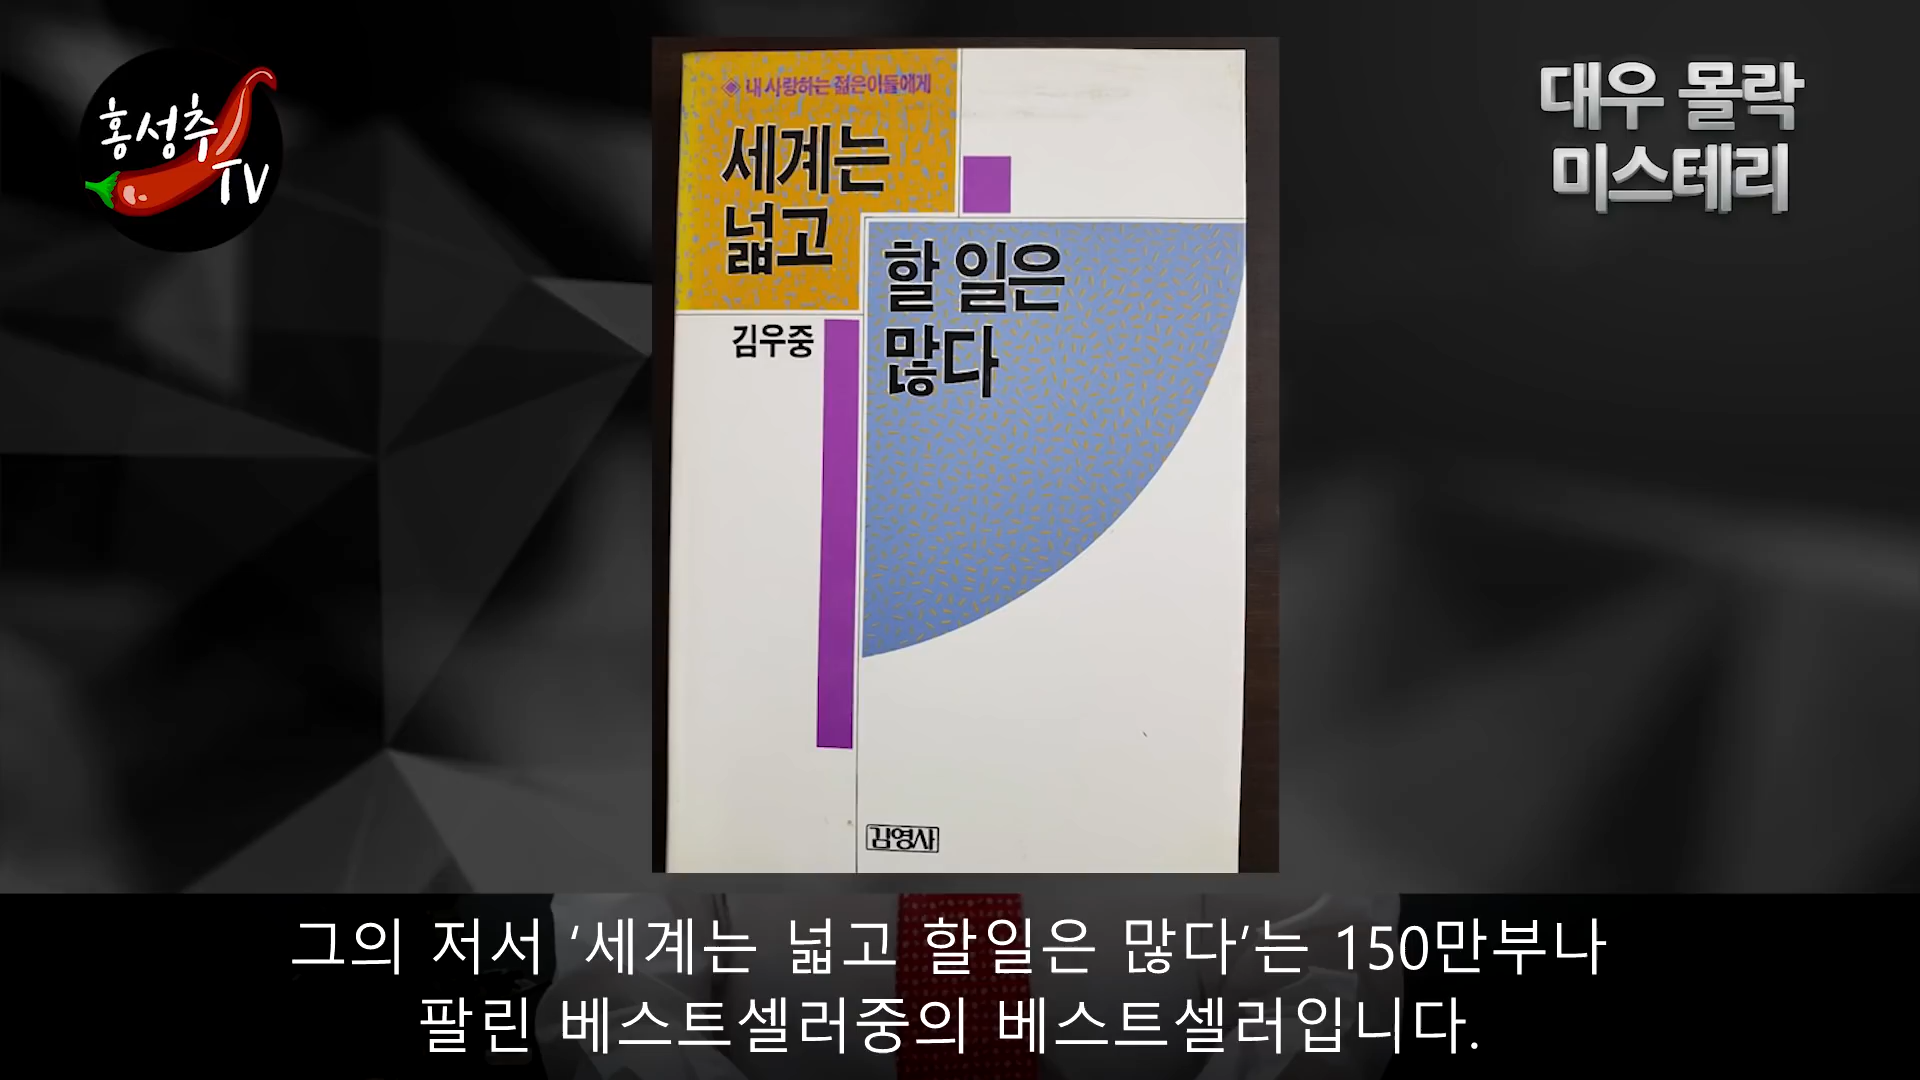 홍성추
TV
대우 몰락
미스테리
◈ 내 사랑하는 젊은이들에게
세계는
넓고
할 일은
많다
김우중
김영사
그의 저서 ‘세계는 넓고 할일은 많다’는 150만부나
팔린 베스트셀러중의 베스트셀러입니다.